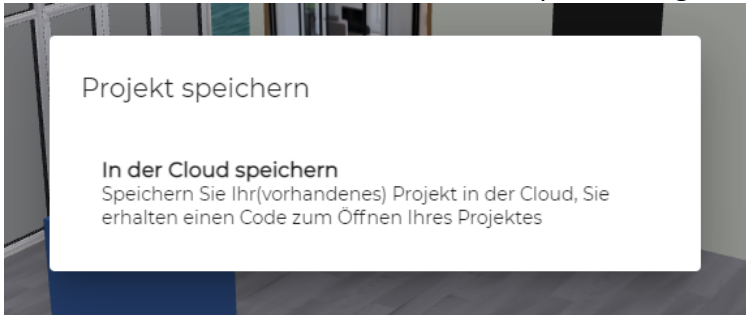 Projekt speichern
In der Cloud speichern
Speichern Sie Ihr(vorhandenes) Projekt in der Cloud, Sie
erhalten einen Code zum Öffnen Ihres Projektes